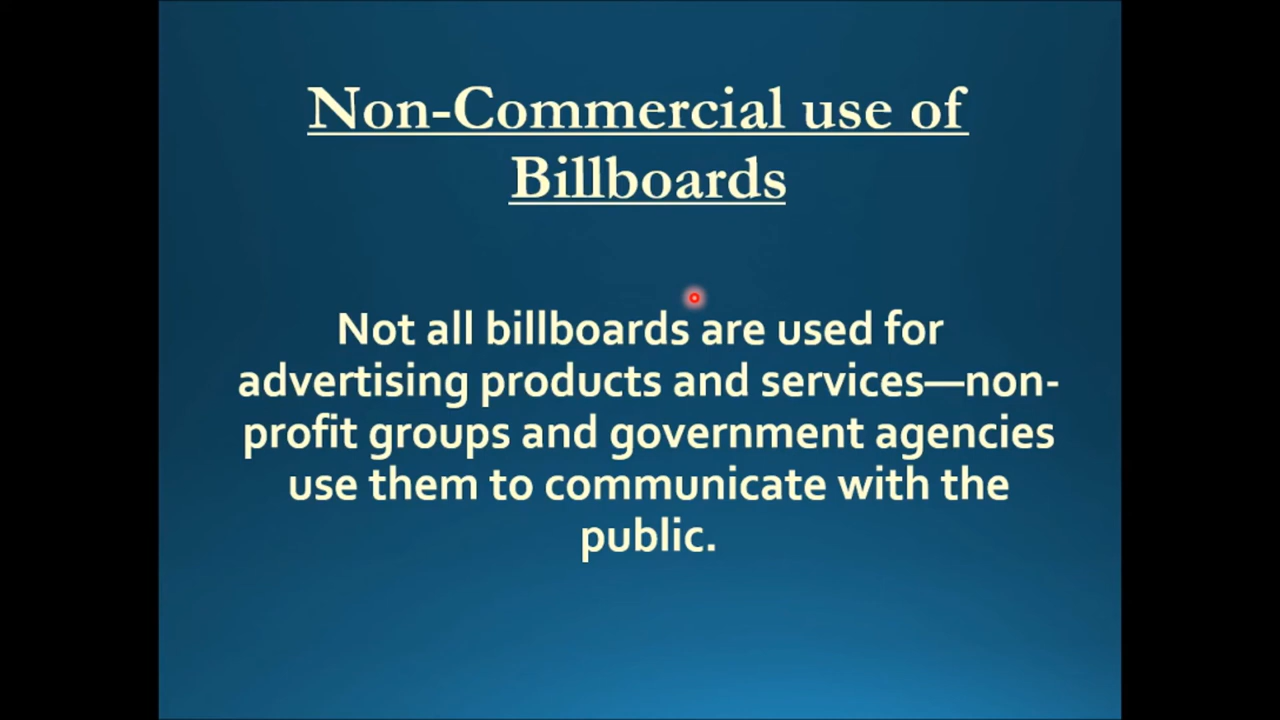 Non-Commercial use of
Billboards
Not all billboards are used for
advertising products and services—non-
profit groups and government agencies
use them to communicate with the
public.